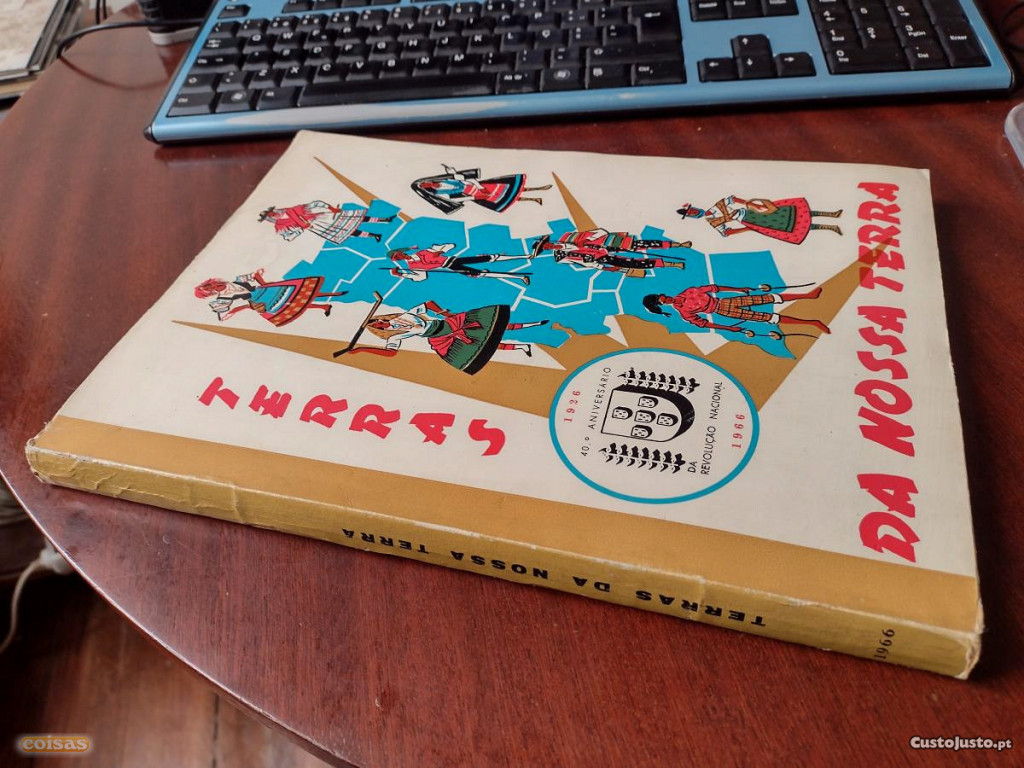 TERRAS
DA NOSSA TERRA
1926
40.º ANIVERSÁRIO
DA
REVOLUÇÃO NACIONAL
1966
TERRAS DA NOSSA TERRA
1966
coisas
CustoJusto.pt